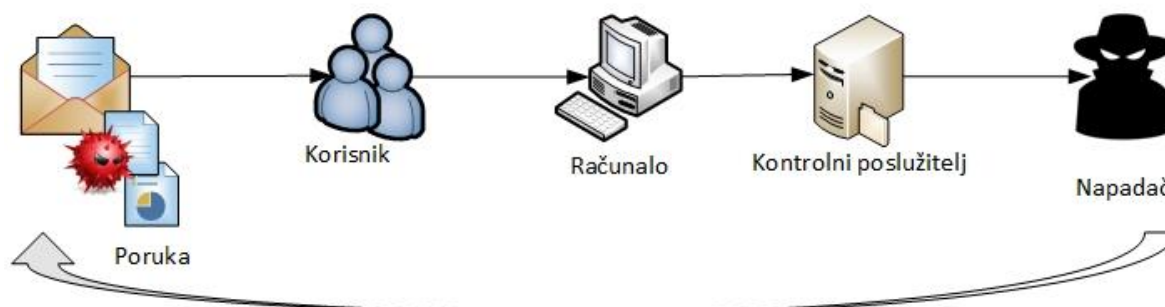 Korisnik
Računalo
Kontrolni poslužitelj
Napadač
Poruka